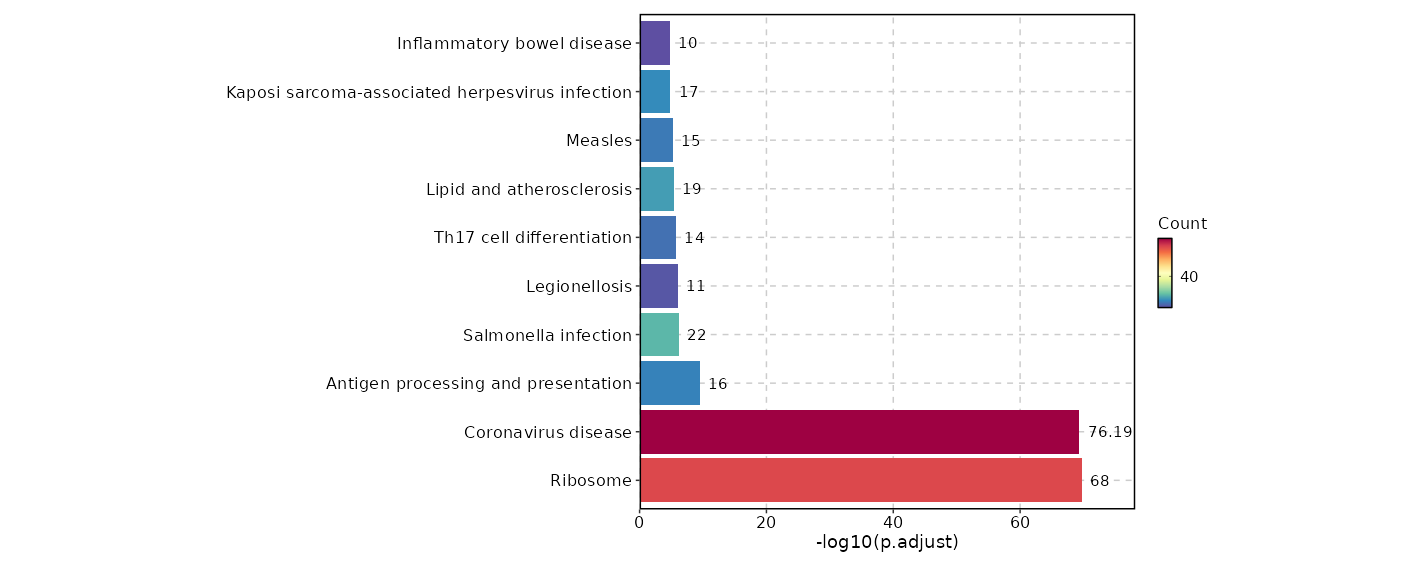 Inflammatory bowel disease 10
Kaposi sarcoma-associated herpesvirus infection 17
Measles 15
Lipid and atherosclerosis 19
Th17 cell differentiation 14
Legionellosis 11
Salmonella infection 22
Antigen processing and presentation 16
Coronavirus disease 76.19
Ribosome 68
0 20 40 60
-log10(p.adjust)
Count
40